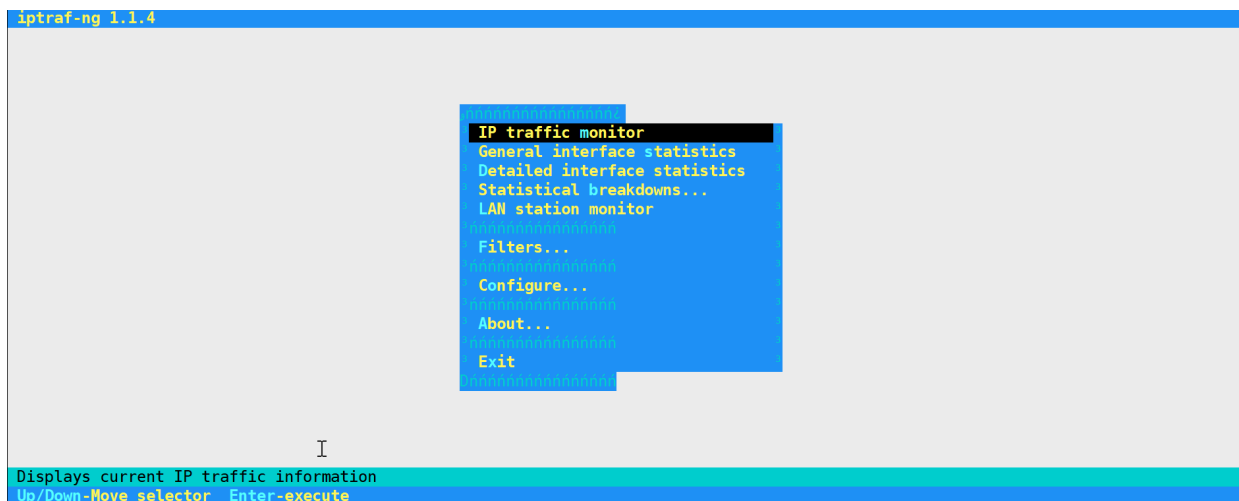 iptraf-ng 1.1.4
IP traffic monitor
General interface statistics
Detailed interface statistics
Statistical breakdowns...
LAN station monitor
Filters...
Configure...
About...
Exit
Displays current IP traffic information
Up/Down-Move selector  Enter-execute